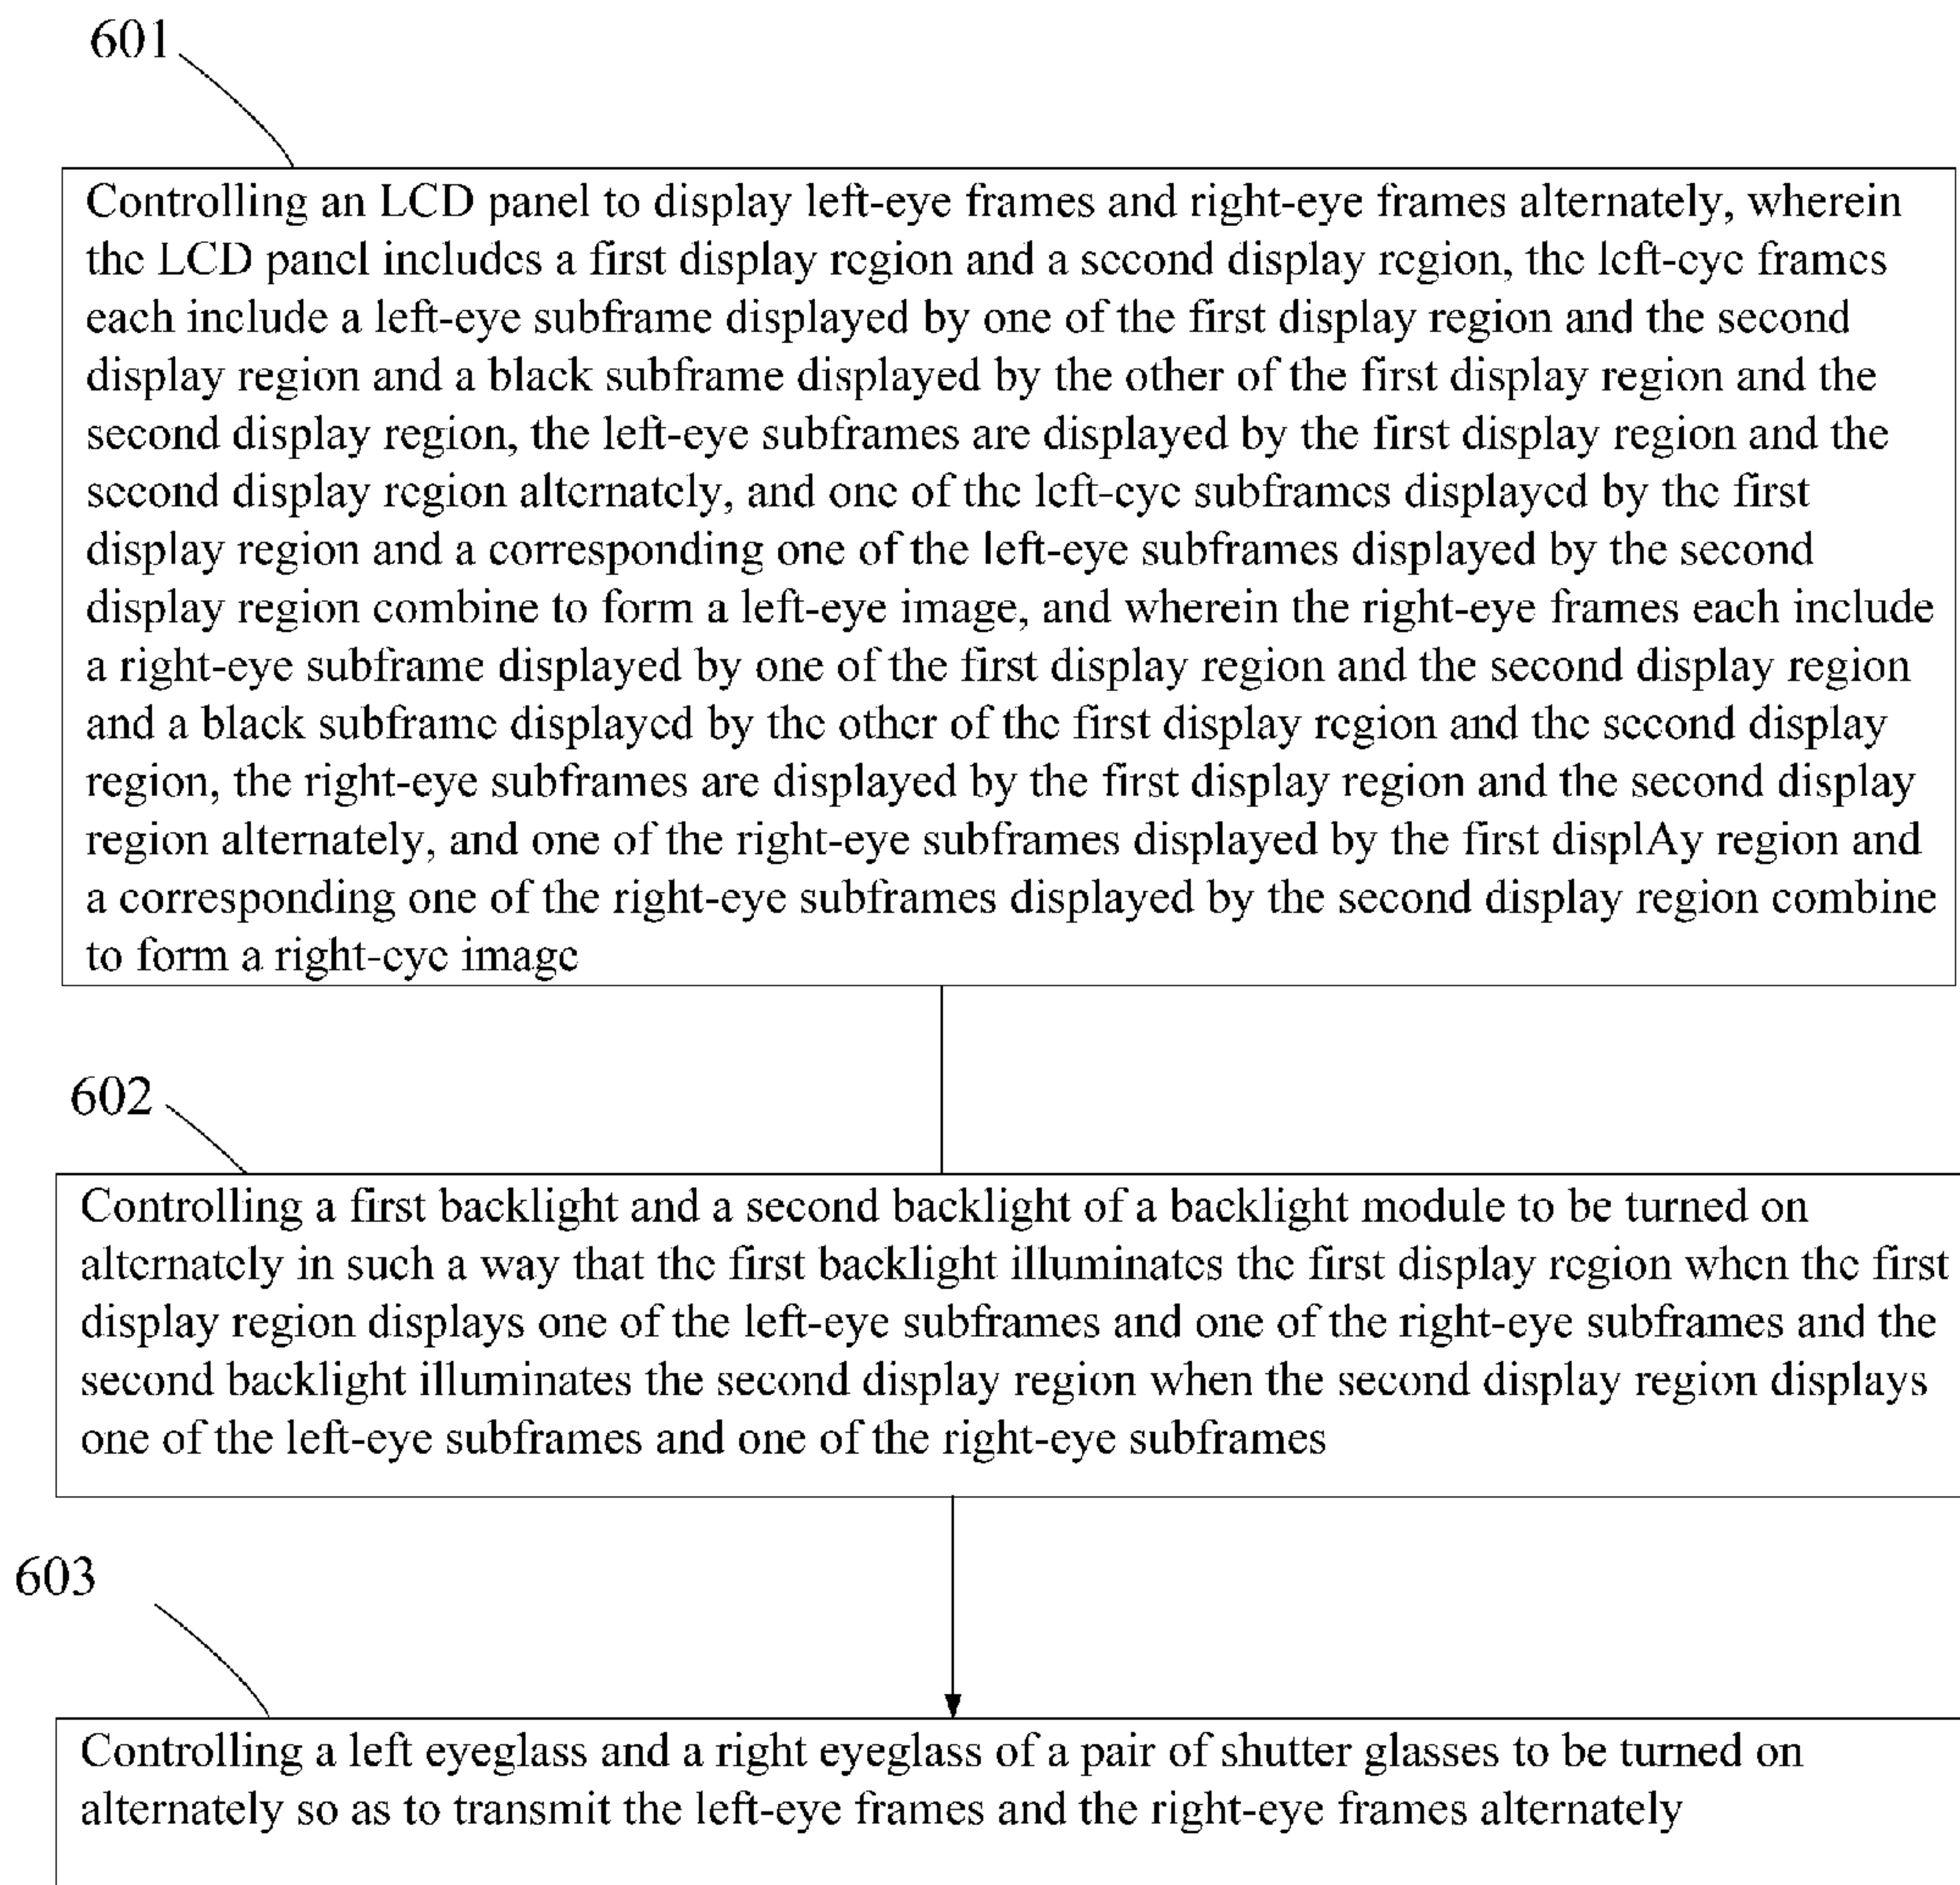 601
Controlling an LCD panel to display left-eye frames and right-eye frames alternately, wherein
the LCD panel includes a first display region and a second display region, the left-eye frames
each include a left-eye subframe displayed by one of the first display region and the second
display region and a black subframe displayed by the other of the first display region and the
second display region, the left-eye subframes are displayed by the first display region and the
second display region alternately, and one of the left-eye subframes displayed by the first
display region and a corresponding one of the left-eye subframes displayed by the second
display region combine to form a left-eye image, and wherein the right-eye frames each include
a right-eye subframe displayed by one of the first display region and the second display region
and a black subframe displayed by the other of the first display region and the second display
region, the right-eye subframes are displayed by the first display region and the second display
region alternately, and one of the right-eye subframes displayed by the first displAy region and
a corresponding one of the right-eye subframes displayed by the second display region combine
to form a right-eye image
602
Controlling a first backlight and a second backlight of a backlight module to be turned on
alternately in such a way that the first backlight illuminates the first display region when the first
display region displays one of the left-eye subframes and one of the right-eye subframes and the
second backlight illuminates the second display region when the second display region displays
one of the left-eye subframes and one of the right-eye subframes
603
Controlling a left eyeglass and a right eyeglass of a pair of shutter glasses to be turned on
alternately so as to transmit the left-eye frames and the right-eye frames alternately